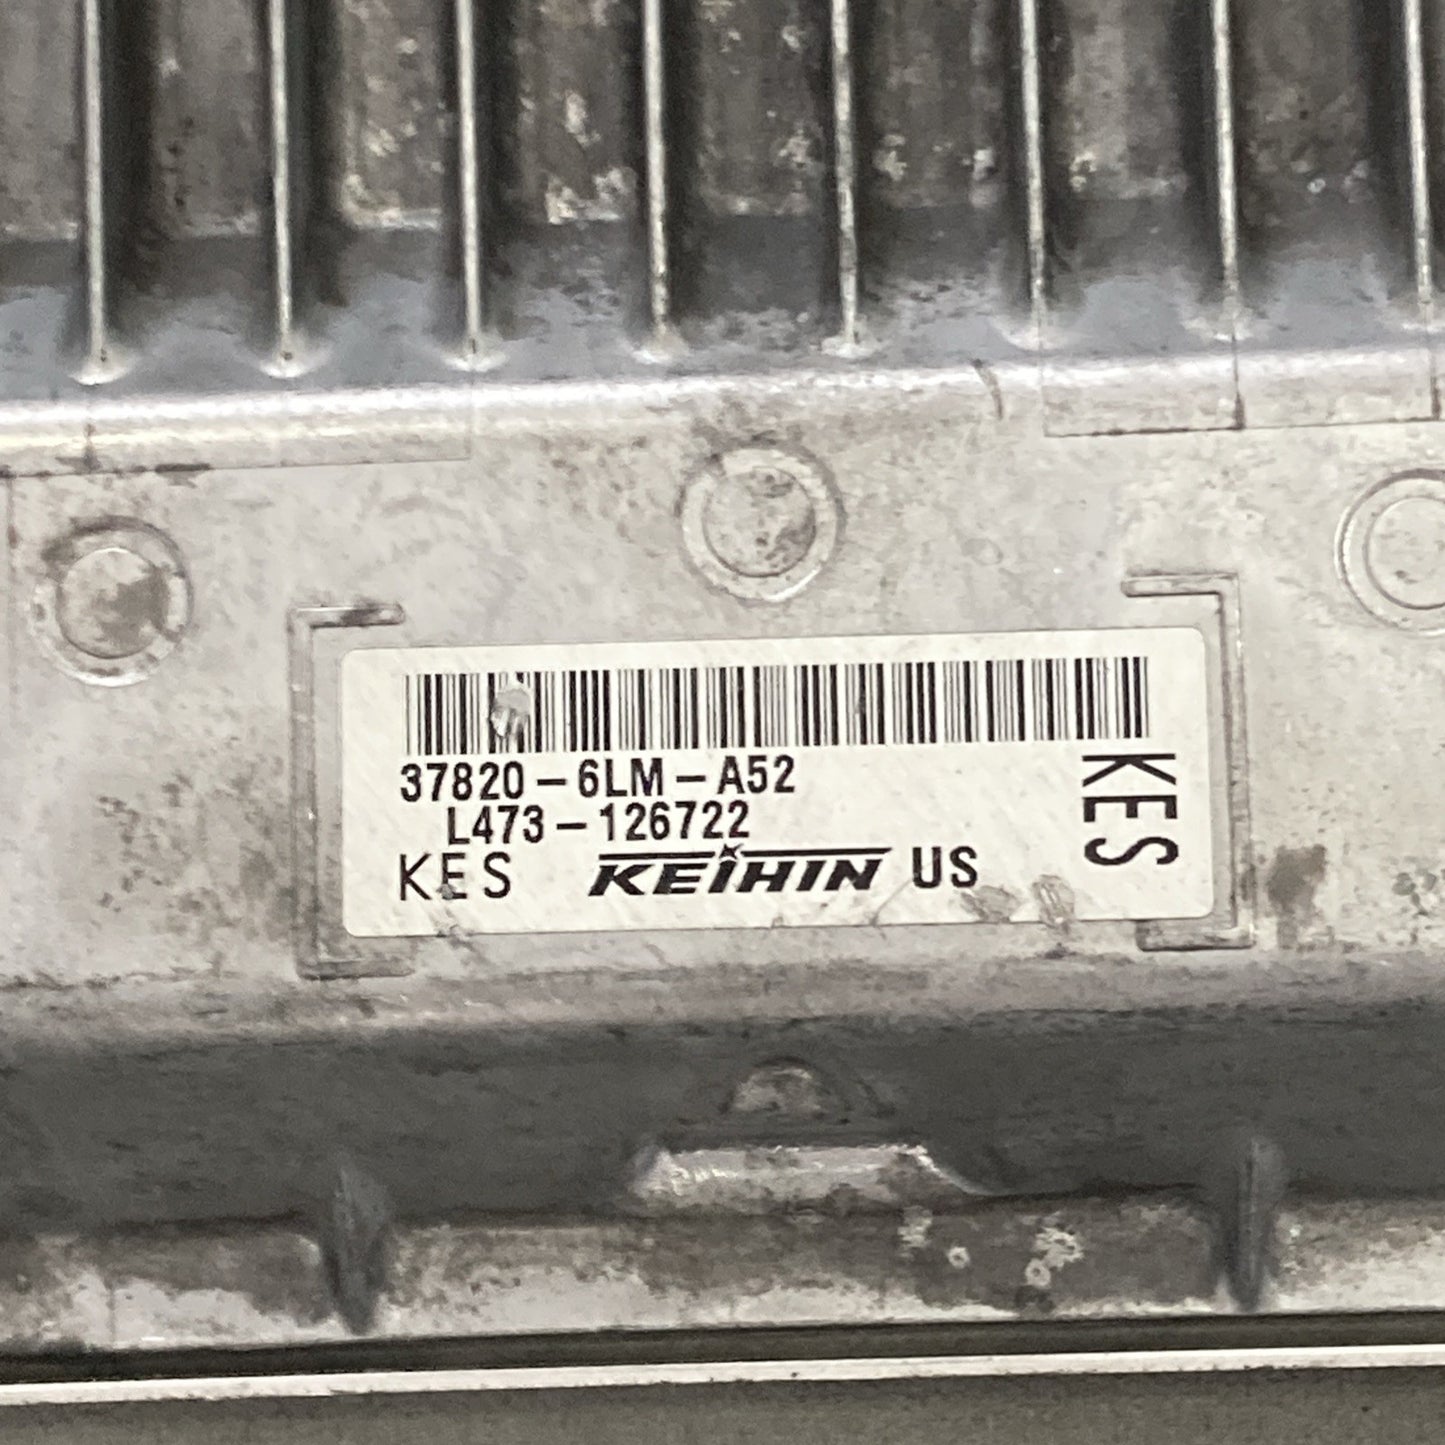 37820-6LM-A52
L473-126722
KES KEIHIN US
KES